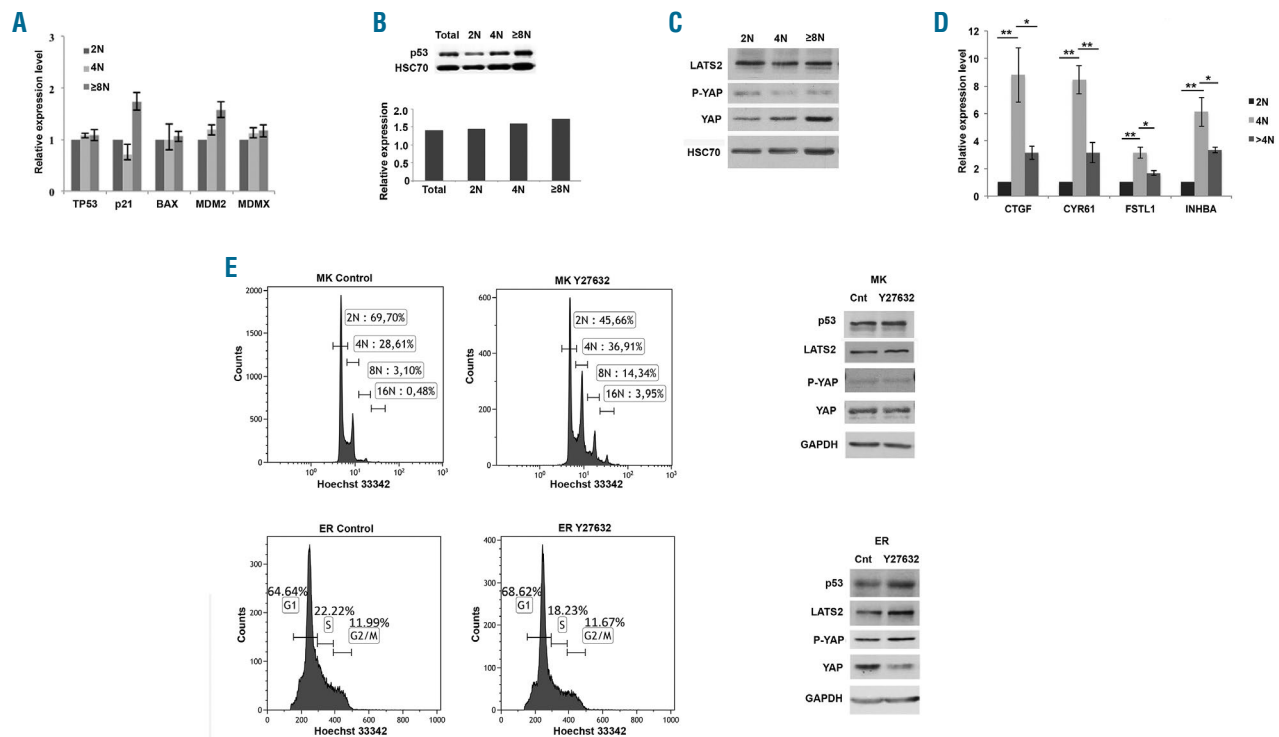 A
Relative expression level
3
2
1
0
2N
4N
≥8N
TP53 p21 BAX MDM2 MDMX
B
Total 2N 4N ≥8N
p53
HSC70
Relative expression
2.0
1.5
1.0
0.5
0
Total 2N 4N ≥8N
C
2N 4N ≥8N
LATS2
P-YAP
YAP
HSC70
D
Relative expression level
12
10
8
6
4
2
0
** *
** **
** *
** *
2N
4N
>4N
CTGF CYR61 FSTL1 INHBA
E
MK Control
Counts
2000
1500
1000
500
0
2N : 69,70%
4N : 28,61%
8N : 3,10%
16N : 0,48%
10⁰ 10¹ 10² 10³
Hoechst 33342
MK Y27632
Counts
600
400
200
0
2N : 45,66%
4N : 36,91%
8N : 14,34%
16N : 3,95%
10⁰ 10¹ 10² 10³
Hoechst 33342
MK
Cnt Y27632
p53
LATS2
P-YAP
YAP
GAPDH
ER Control
Counts
300
200
100
0
64.64%
G1
22.22%
S
11.99%
G2/M
0 200 400 600 800 1000
Hoechst 33342
ER Y27632
Counts
400
300
200
100
0
68.62%
G1
18.23%
S
11.67%
G2/M
0 200 400 600 800 1000
Hoechst 33342
ER
Cnt Y27632
p53
LATS2
P-YAP
YAP
GAPDH